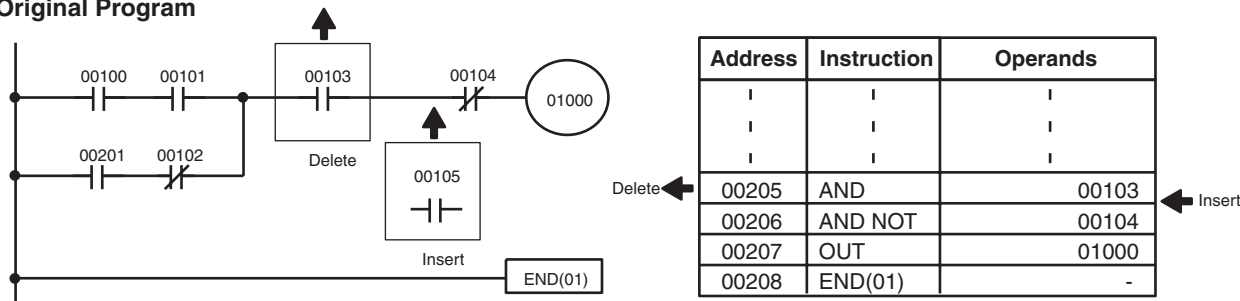 Original Program
00100 00101 00103 00104
01000
00201 00102
Delete
00105
Insert
END(01)
Address Instruction Operands
Delete 00205 AND 00103 Insert
00206 AND NOT 00104
00207 OUT 01000
00208 END(01) -